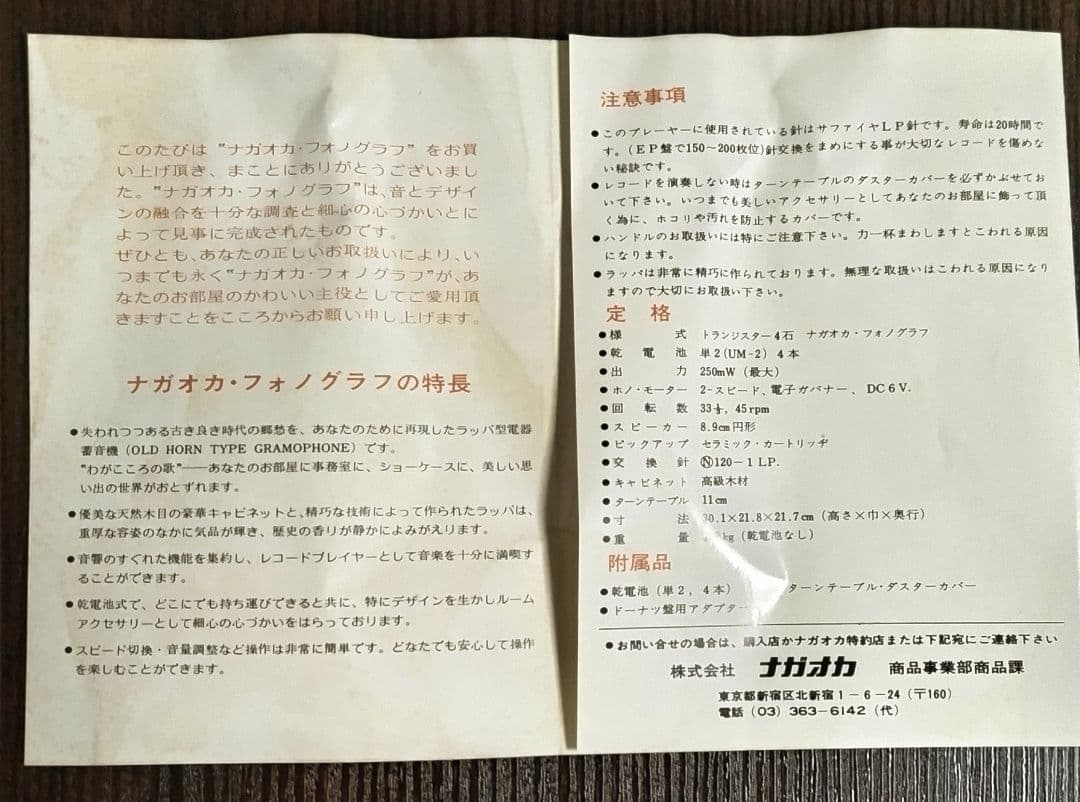 このたびは“ナガオカ・フォノグラフ”をお買
い上げ頂き、まことにありがとうございまし
た。“ナガオカ・フォノグラフ”は、音とデザイ
ンの融合を十分な調査と細心の心づかいとに
よって見事に完成されたものです。
ぜひとも、あなたの正しいお取扱いにより、い
つまでも永く“ナガオカ・フォノグラフ”が、あ
なたのお部屋のかわいい主役としてご愛用頂
きますことをこころからお願い申し上げます。
ナガオカ・フォノグラフの特長
●失われつつある古き良き時代の郷愁を、あなたのために再現したラッパ型電器
蓄音機（OLD HORN TYPE GRAMOPHONE）です。
“わがこころの歌”――あなたのお部屋に事務室に、ショーケースに、美しい思
い出の世界がおとずれます。
●優美な天然木目の豪華キャビネットと、精巧な技術によって作られたラッパは、
重厚な容姿のなかに気品が輝き、歴史の香りが静かによみがえります。
●音響のすぐれた機能を集約し、レコードプレイヤーとして音楽を十分に満喫す
ることができます。
●乾電池式で、どこにでも持ち運びできると共に、特にデザインを生かしルーム
アクセサリーとして細心の心づかいをはらっております。
●スピード切換・音量調整など操作は非常に簡単です。どなたでも安心して操作
を楽しむことができます。
注意事項
●このプレーヤーに使用されている針はサファイヤＬＰ針です。寿命は20時間で
です。（ＥＰ盤で150～200枚位）針交換をまめにする事が大切なレコードを傷めな
い秘訣です。
●レコードを演奏しない時はターンテーブルのダスターカバーを必ずかぶせてお
いて下さい。いつまでも美しいアクセサリーとしてあなたのお部屋に飾って頂
く為に、ホコリや汚れを防止するカバーです。
●ハンドルのお取扱いには特にご注意下さい。力一杯まわしますとこわれる原因
になります。
●ラッパは非常に精巧に作られております。無理な取扱いはこわれる原因になり
ますので大切にお取扱い下さい。
定格
●様式 トランジスター4石 ナガオカ・フォノグラフ
●乾電池 単2（UM-2）4本
●出力 250mW（最大）
●ホノ・モーター 2-スピード、電子ガバナー、DC6V.
●回転数 33⅓, 45rpm
●スピーカー 8.9cm円形
●ピックアップ セラミック・カートリッヂ
●交換針 Ⓝ120-1 LP.
●キャビネット 高級木材
●ターンテーブル 11cm
●寸法 30.1×21.8×21.7cm（高さ×巾×奥行）
●重量 kg（乾電池なし）
附属品
●乾電池（単2，4本） ターンテーブル・ダスターカバー
●ドーナツ盤用アダプター
●お問い合せの場合は、購入店かナガオカ特約店または下記宛にご連絡下さい
株式会社 ナガオカ 商品事業部商品課
東京都新宿区北新宿1-6-24（〒160）
電話（03）363-6142（代）